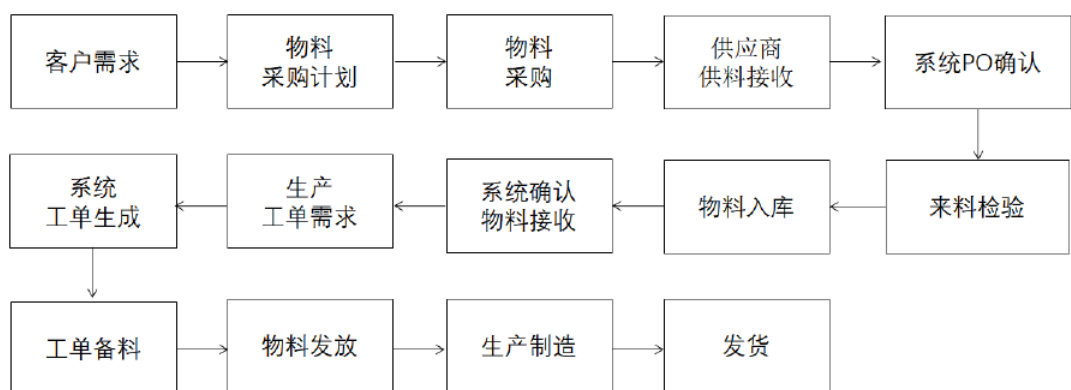 客户需求
物料
采购计划
物料
采购
供应商
供料接收
系统PO确认
来料检验
物料入库
系统确认
物料接收
生产
工单需求
系统
工单生成
工单备料
物料发放
生产制造
发货